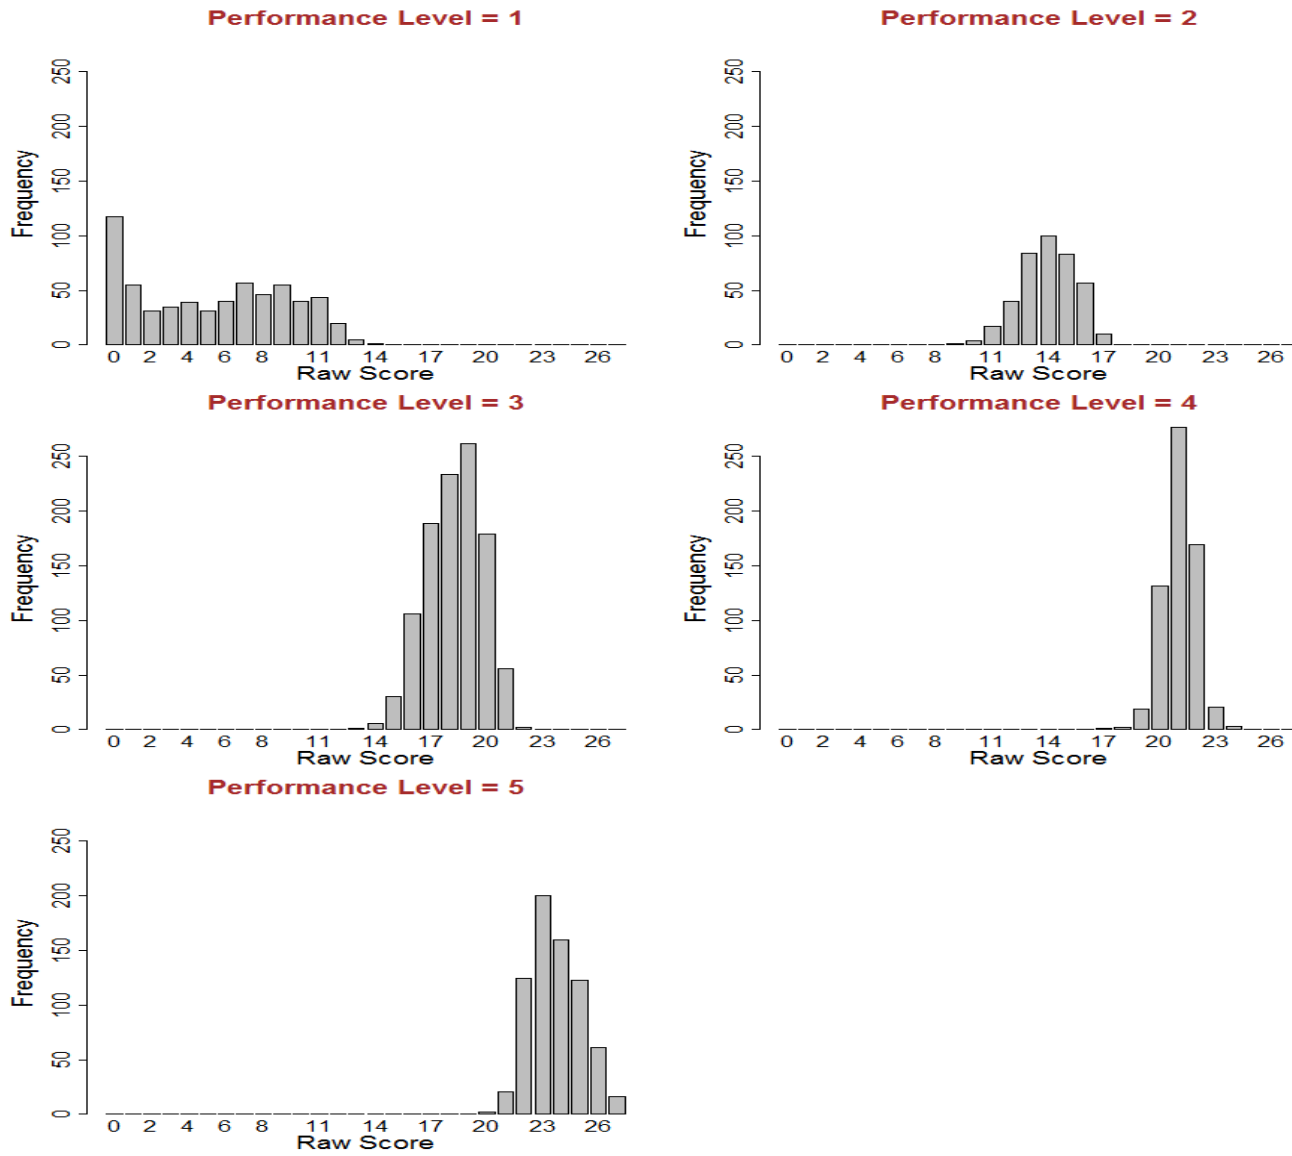 Performance Level = 1
250
200
150
100
50
0
Frequency
0 2 4 6 8 11 14 17 20 23 26
Raw Score
Performance Level = 2
250
200
150
100
50
0
Frequency
0 2 4 6 8 11 14 17 20 23 26
Raw Score
Performance Level = 3
250
200
150
100
50
0
Frequency
0 2 4 6 8 11 14 17 20 23 26
Raw Score
Performance Level = 4
250
200
150
100
50
0
Frequency
0 2 4 6 8 11 14 17 20 23 26
Raw Score
Performance Level = 5
250
200
150
100
50
0
Frequency
0 2 4 6 8 11 14 17 20 23 26
Raw Score